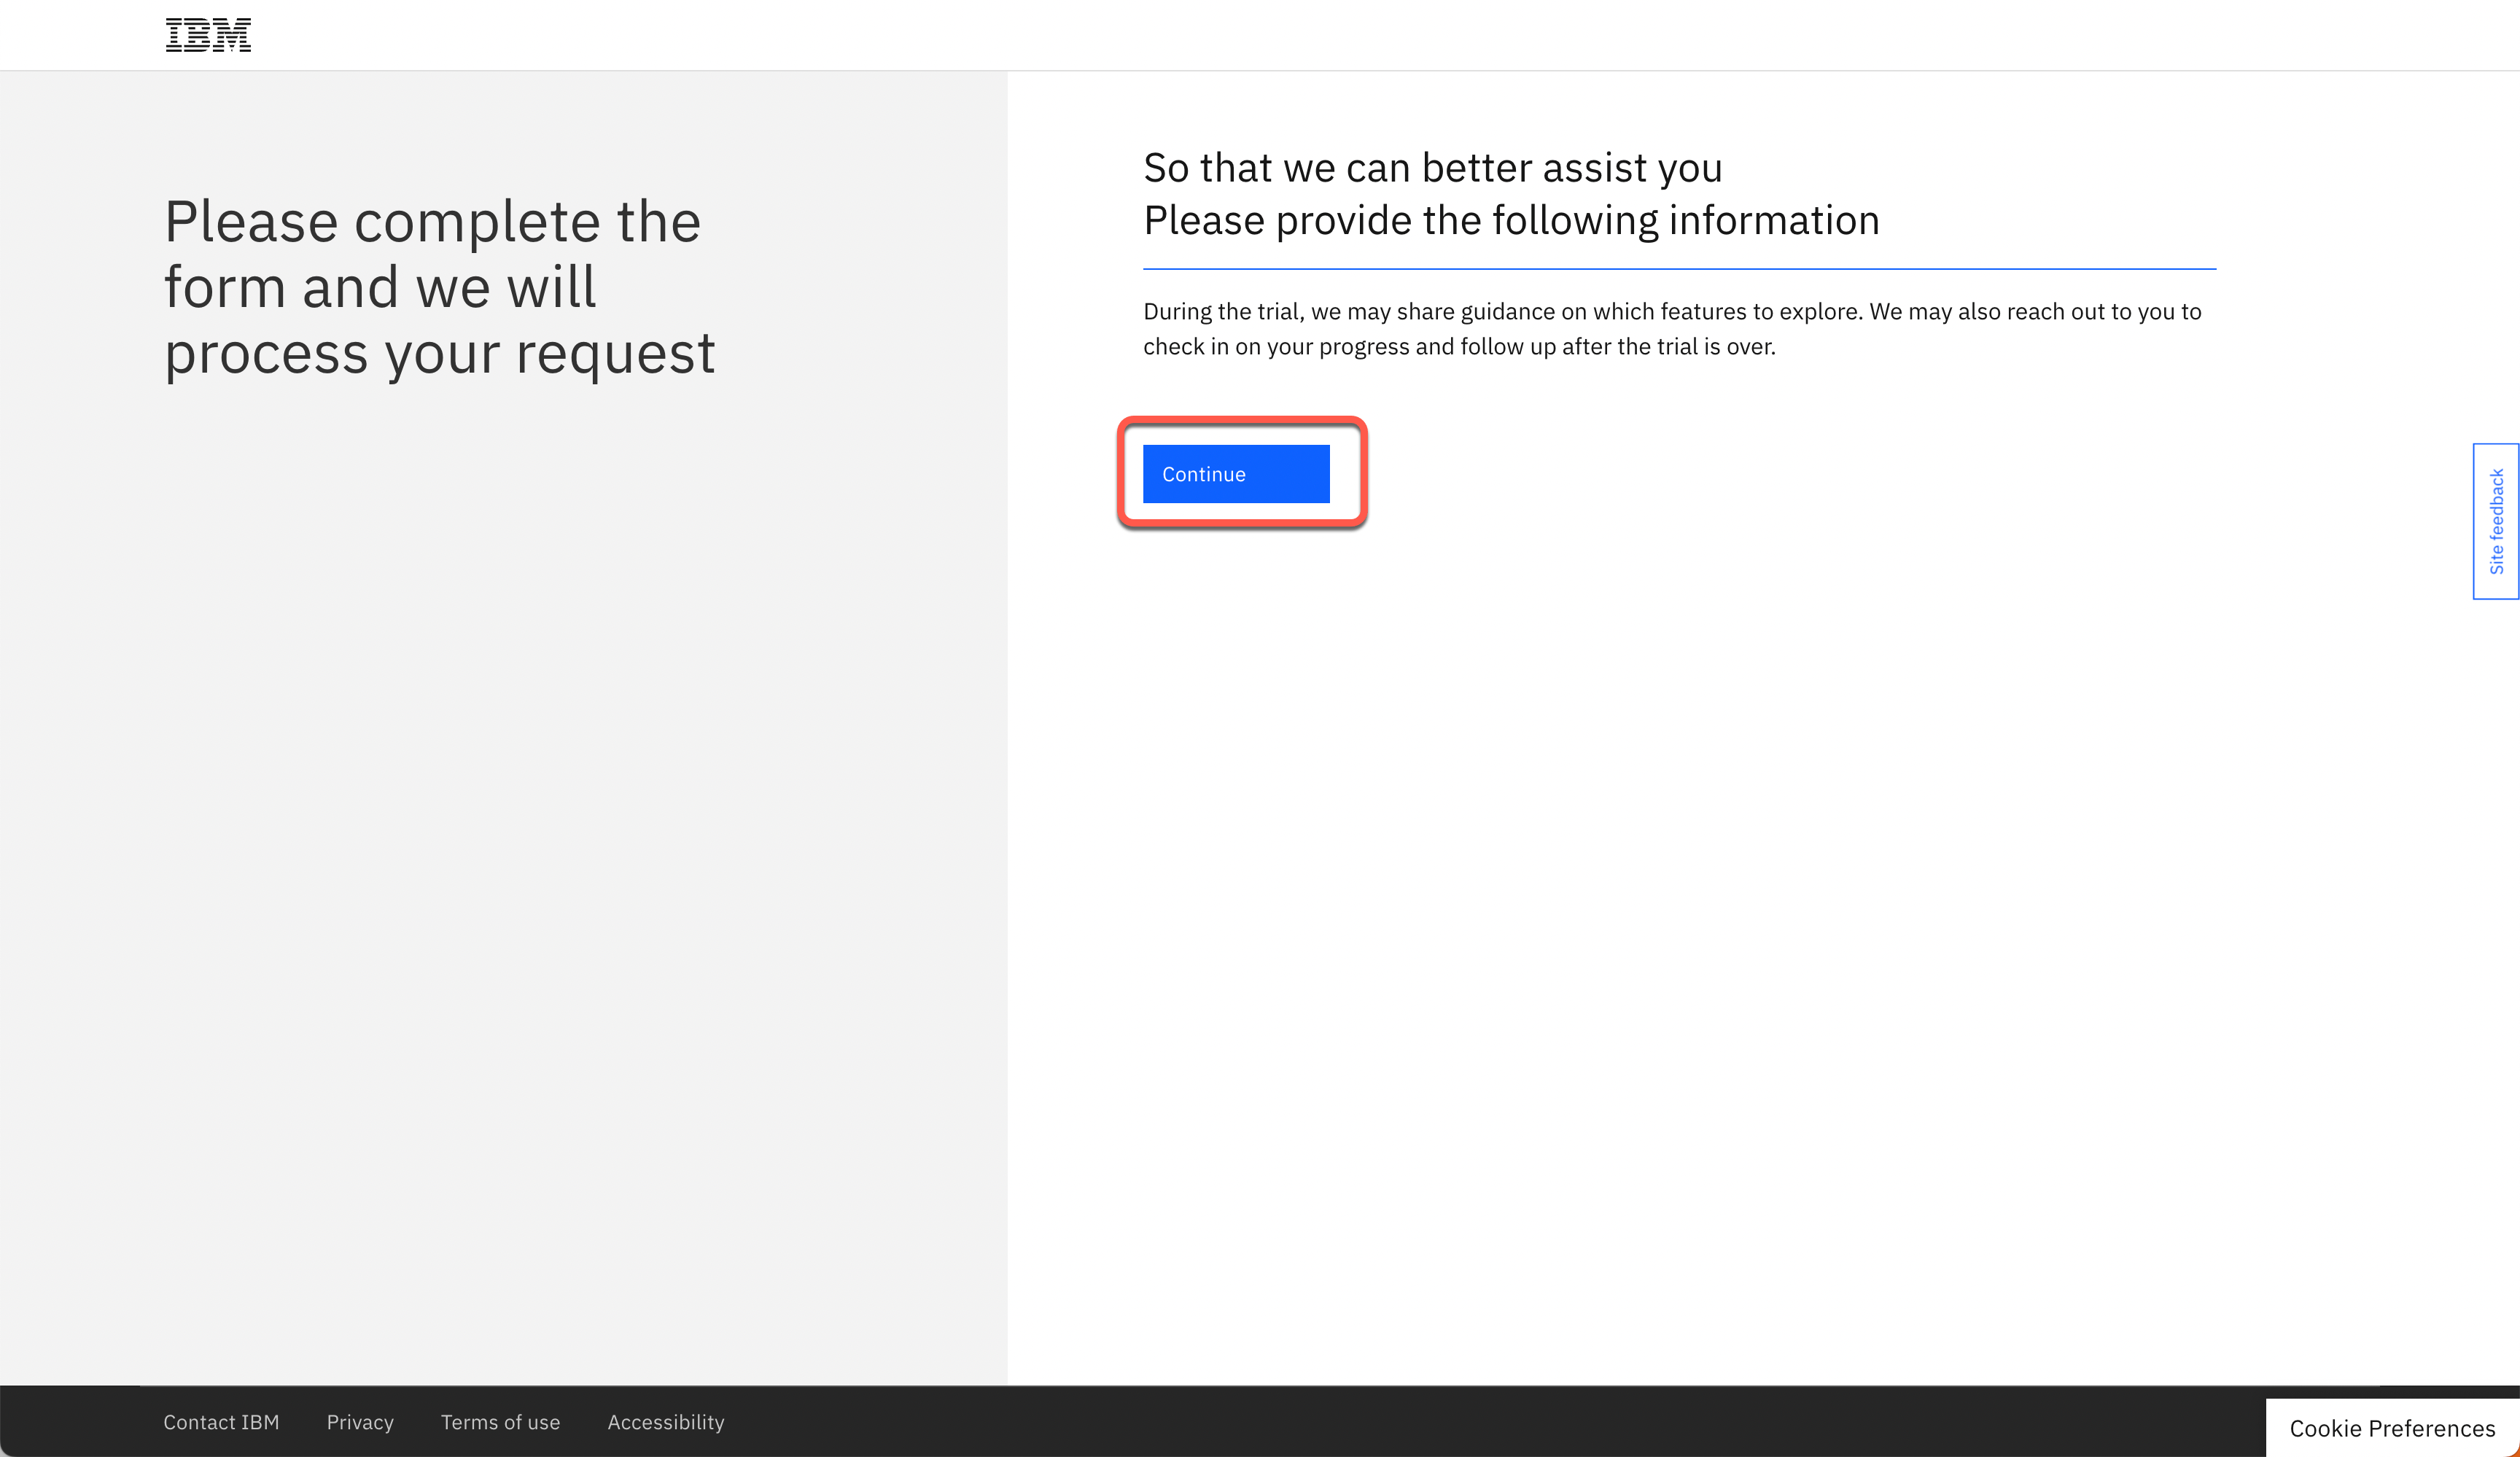 IBM
Please complete the
form and we will
process your request
So that we can better assist you
Please provide the following information
During the trial, we may share guidance on which features to explore. We may also reach out to you to
check in on your progress and follow up after the trial is over.
Continue
Site feedback
Contact IBM
Privacy
Terms of use
Accessibility
Cookie Preferences